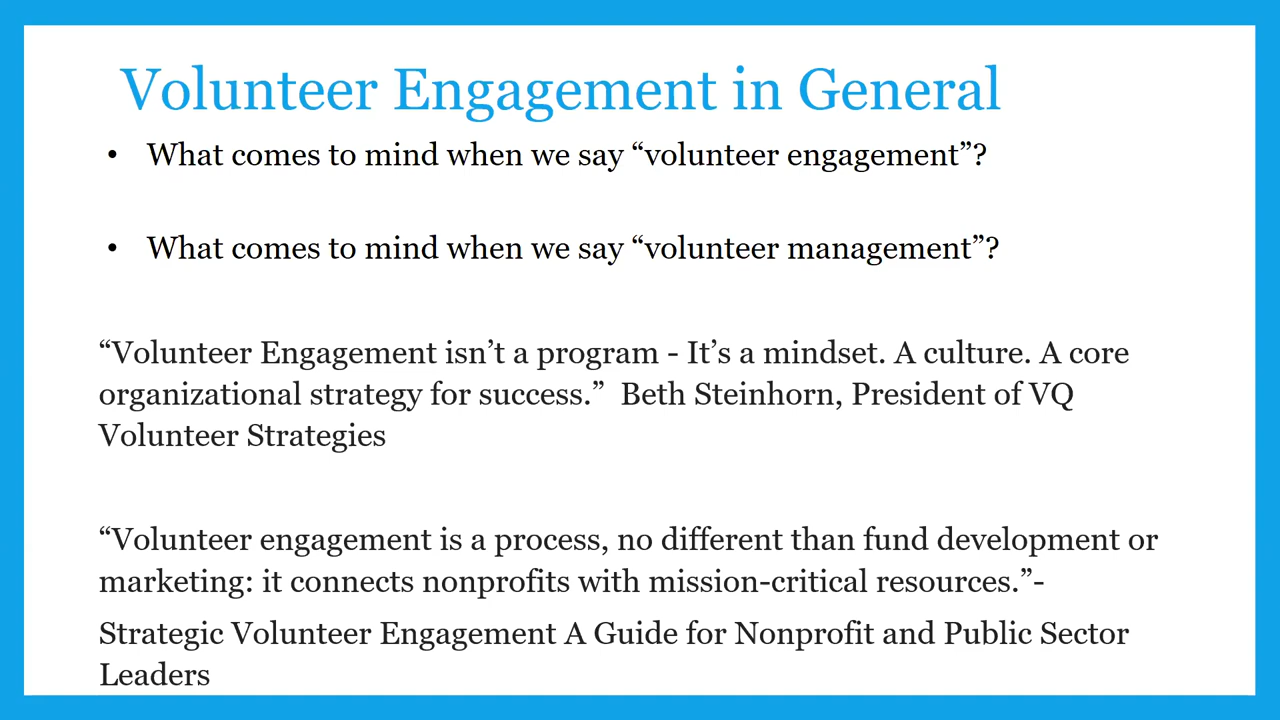 Volunteer Engagement in General
• What comes to mind when we say “volunteer engagement”?
• What comes to mind when we say “volunteer management”?
“Volunteer Engagement isn’t a program - It’s a mindset. A culture. A core
organizational strategy for success.”  Beth Steinhorn, President of VQ
Volunteer Strategies
“Volunteer engagement is a process, no different than fund development or
marketing: it connects nonprofits with mission-critical resources.”-
Strategic Volunteer Engagement A Guide for Nonprofit and Public Sector
Leaders